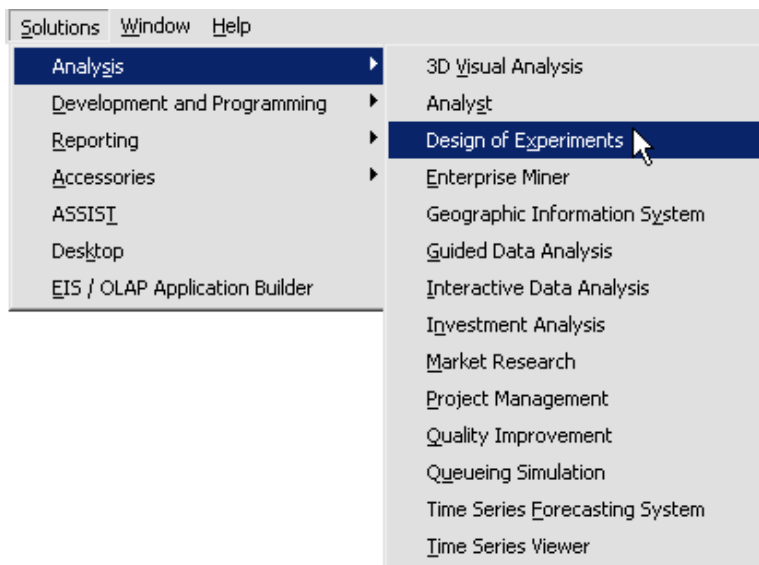 Solutions Window Help
Analysis
Development and Programming
Reporting
Accessories
ASSIST
Desktop
EIS / OLAP Application Builder
3D Visual Analysis
Analyst
Design of Experiments
Enterprise Miner
Geographic Information System
Guided Data Analysis
Interactive Data Analysis
Investment Analysis
Market Research
Project Management
Quality Improvement
Queueing Simulation
Time Series Forecasting System
Time Series Viewer